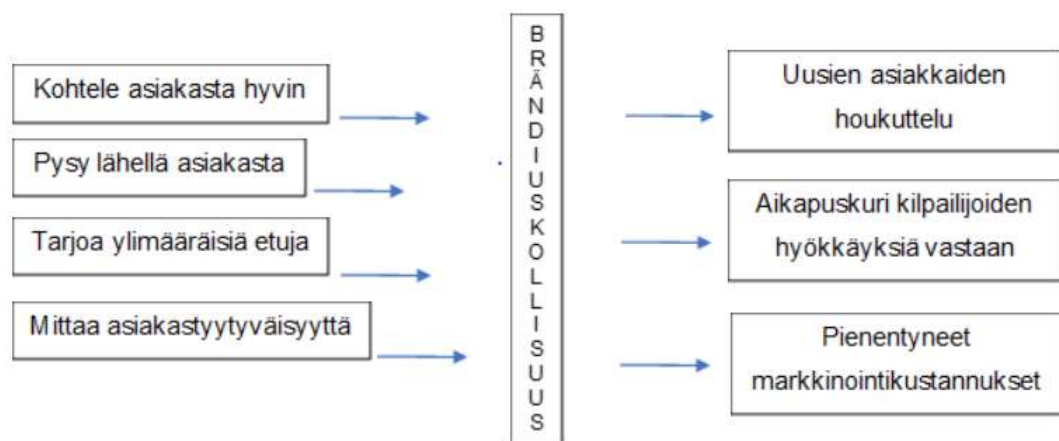 Kohtele asiakasta hyvin
Pysy lähellä asiakasta
Tarjoa ylimääräisiä etuja
Mittaa asiakastyytyväisyyttä
BRÄNDIUSKOLLISUUS
Uusien asiakkaiden
houkuttelu
Aikapuskuri kilpailijoiden
hyökkäyksiä vastaan
Pienentyneet
markkinointikustannukset